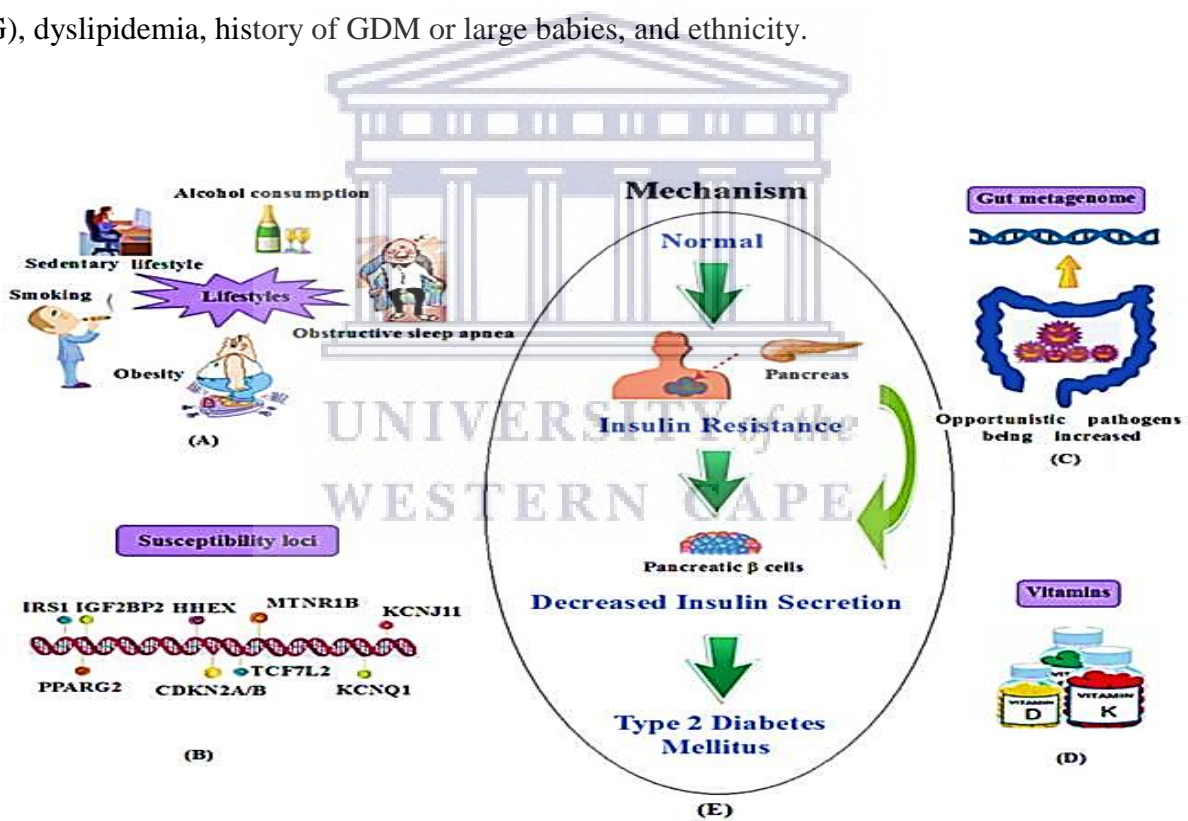 G), dyslipidemia, history of GDM or large babies, and ethnicity.
Alcohol consumption
Sedentary lifestyle
Smoking
Lifestyles
Obstructive sleep apnea
Obesity
(A)
Susceptibility loci
IRS1 IGF2BP2 HHEX MTNR1B KCNJ11
PPARG2 CDKN2A/B TCF7L2 KCNQ1
(B)
Mechanism
Normal
Pancreas
Insulin Resistance
Pancreatic β cells
Decreased Insulin Secretion
Type 2 Diabetes
Mellitus
(E)
Gut metagenome
Opportunistic pathogens
being increased
(C)
Vitamins
VITAMIN
D
VITAMIN
K
(D)
UNIVERSITY of the
WESTERN CAPE